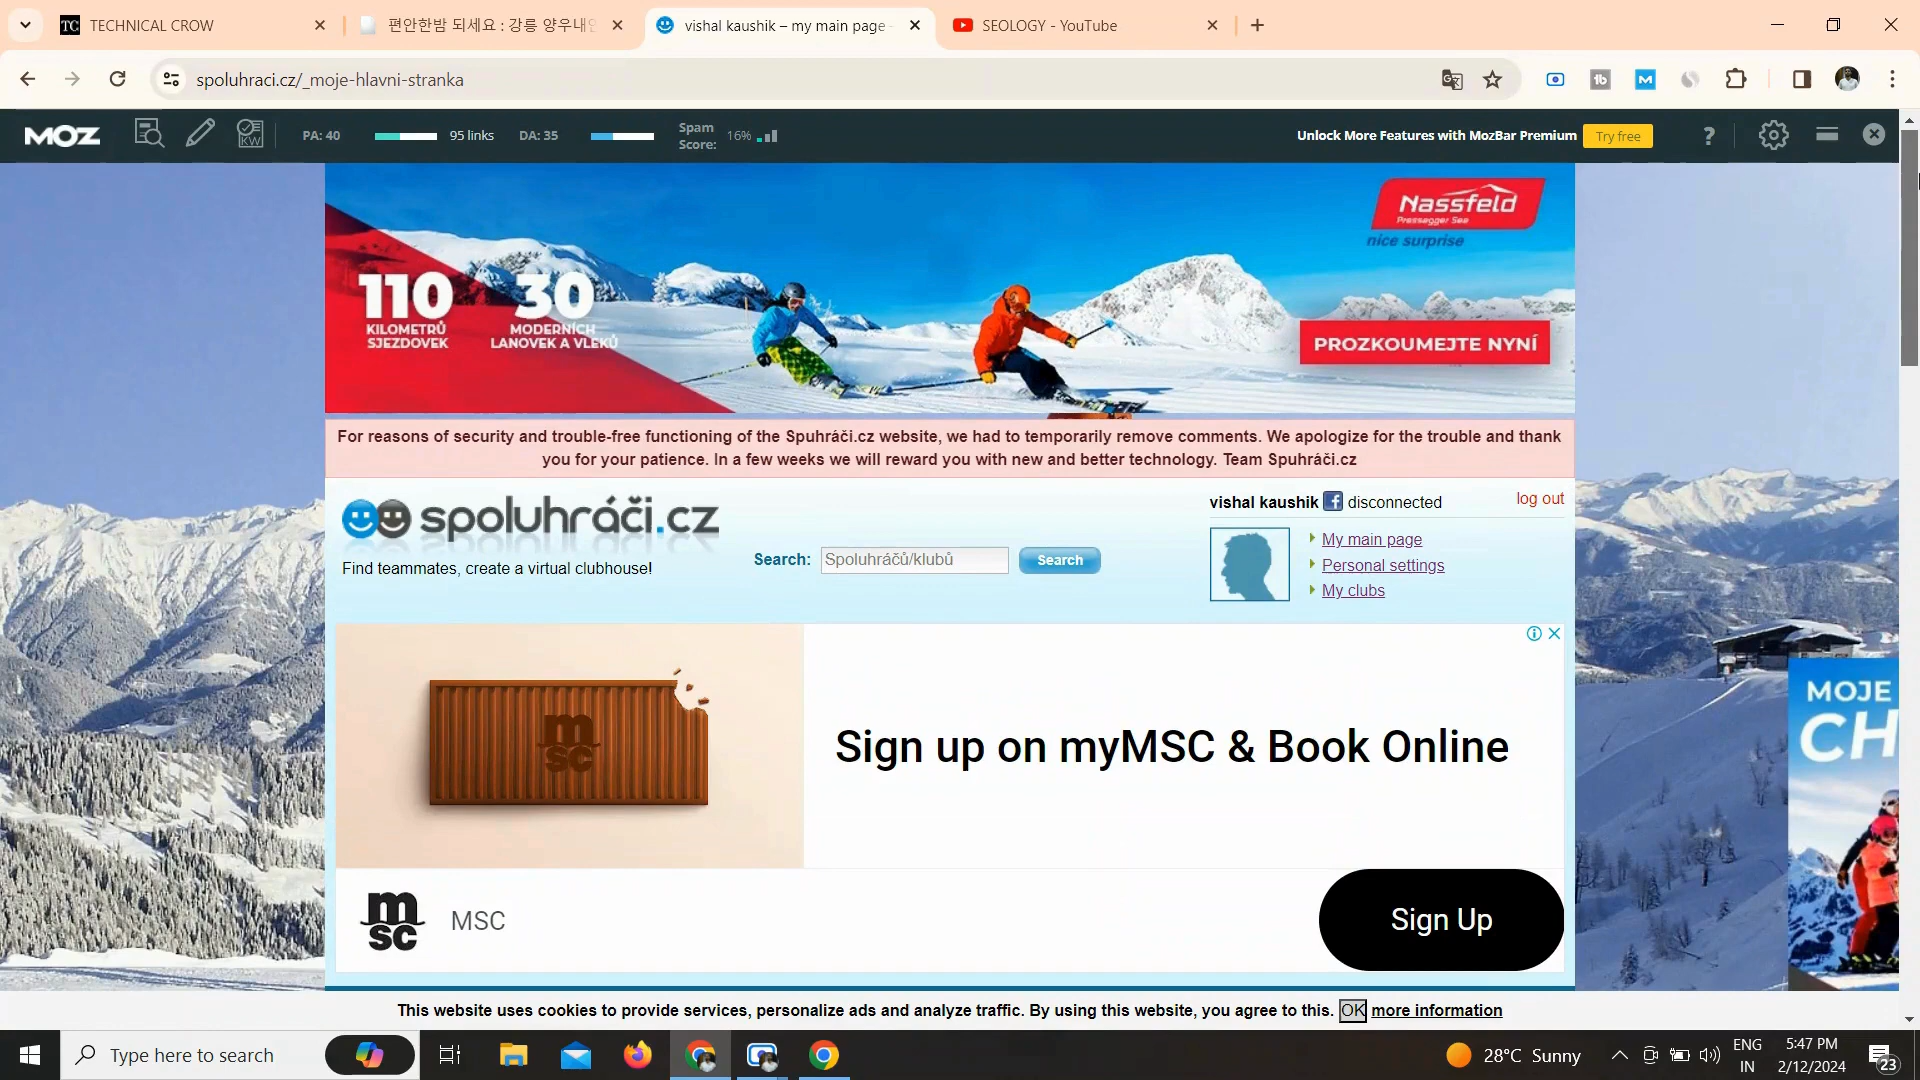 TC TECHNICAL CROW
편안한밤 되세요 : 강릉 양우내안
vishal kaushik – my main page -
SEOLOGY - YouTube
spoluhraci.cz/_moje-hlavni-stranka
MOZ
KW
PA: 40
95 links
DA: 35
Spam Score:
16%
Unlock More Features with MozBar Premium
Try free
?
Nassfeld
Pressegger See
nice surprise
110
KILOMETRŮ
SJEZDOVEK
30
MODERNÍCH
LANOVEK A VLEKŮ
PROZKOUMEJTE NYNÍ
For reasons of security and trouble-free functioning of the Spuhráči.cz website, we had to temporarily remove comments. We apologize for the trouble and thank
you for your patience. In a few weeks we will reward you with new and better technology. Team Spuhráči.cz
spoluhráči.cz
Find teammates, create a virtual clubhouse!
Search: Spoluhráčů/klubů Search
vishal kaushik f disconnected
log out
My main page
Personal settings
My clubs
msc
Sign up on myMSC & Book Online
msc
MSC
Sign Up
MOJE
CH
This website uses cookies to provide services, personalize ads and analyze traffic. By using this website, you agree to this. OK more information
Type here to search
28°C Sunny
ENG
IN
5:47 PM
2/12/2024
23